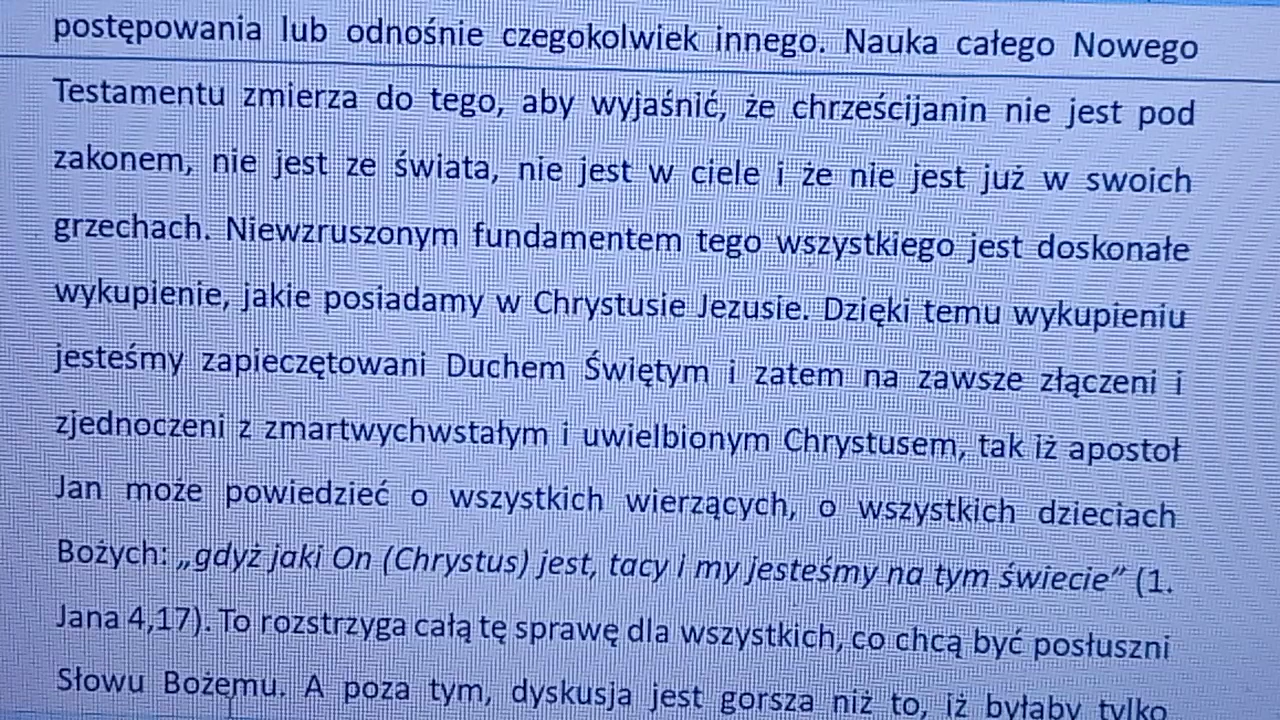 postępowania lub odnośnie czegokolwiek innego. Nauka całego Nowego
Testamentu zmierza do tego, aby wyjaśnić, że chrześcijanin nie jest pod
zakonem, nie jest ze świata, nie jest w ciele i że nie jest już w swoich
grzechach. Niewzruszonym fundamentem tego wszystkiego jest doskonałe
wykupienie, jakie posiadamy w Chrystusie Jezusie. Dzięki temu wykupieniu
jesteśmy zapieczętowani Duchem Świętym i zatem na zawsze złączeni i
zjednoczeni z zmartwychwstałym i uwielbionym Chrystusem, tak iż apostoł
Jan może powiedzieć o wszystkich wierzących, o wszystkich dzieciach
Bożych: „gdyż jaki On (Chrystus) jest, tacy i my jesteśmy na tym świecie” (1.
Jana 4,17). To rozstrzyga całą tę sprawę dla wszystkich, co chcą być posłuszni
Słowu Bożemu. A poza tym, dyskusja jest gorsza niż to, iż byłaby tylko